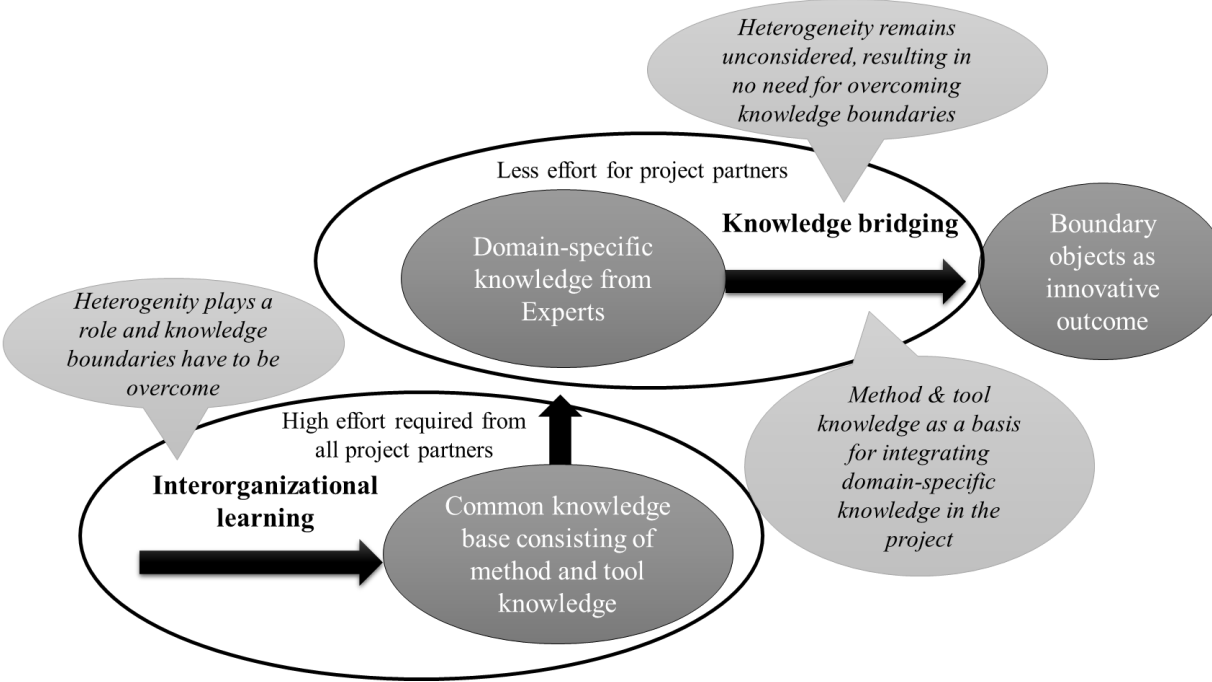 Heterogeneity remains
unconsidered, resulting in
no need for overcoming
knowledge boundaries
Less effort for project partners
Knowledge bridging
Domain-specific
knowledge from
Experts
Boundary
objects as
innovative
outcome
Heterogenity plays a
role and knowledge
boundaries have to be
overcome
High effort required from
all project partners
Interorganizational
learning
Common knowledge
base consisting of
method and tool
knowledge
Method & tool
knowledge as a basis
for integrating
domain-specific
knowledge in the
project